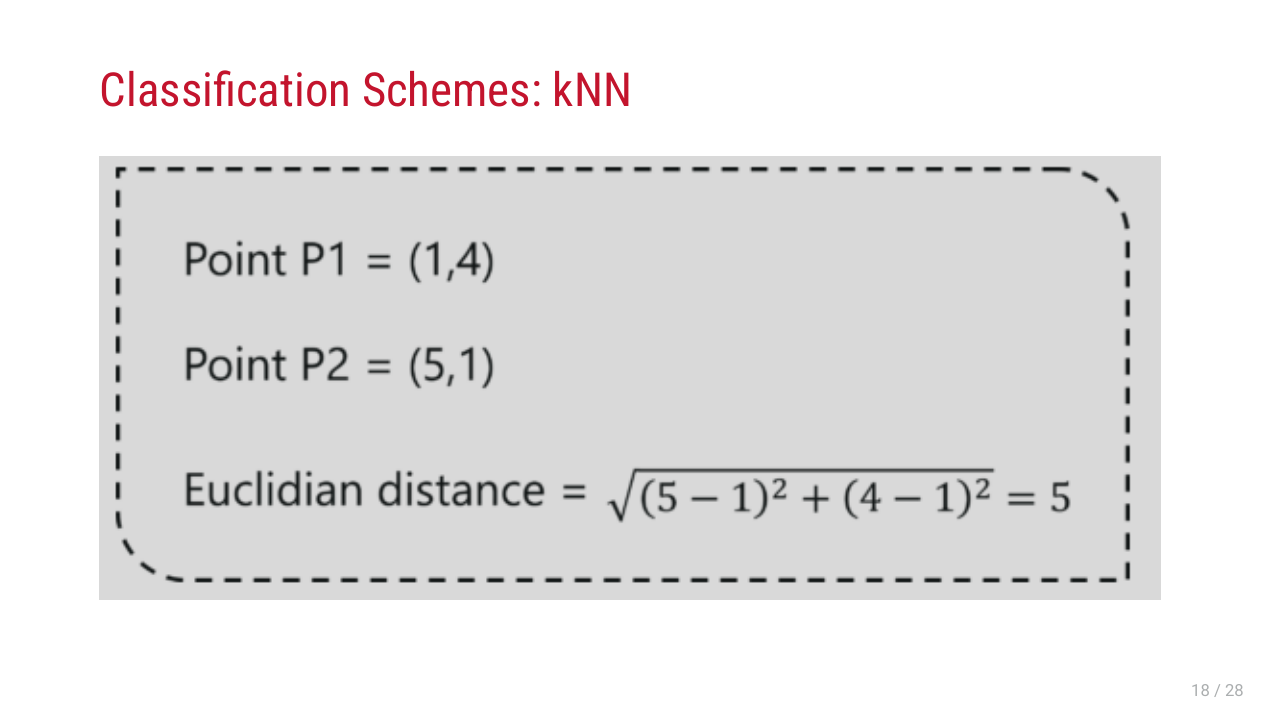 Classification Schemes: kNN
Point P1 = (1,4)
Point P2 = (5,1)
Euclidian distance = √(5 − 1)² + (4 − 1)² = 5
18 / 28